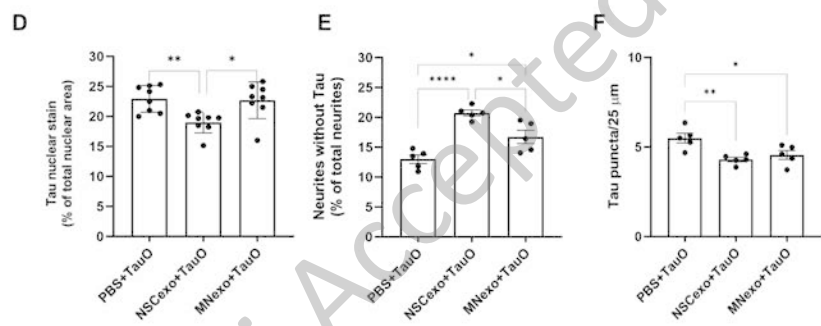 D
Tau nuclear stain
(% of total nuclear area)
30
25
20
15
10
5
0
**
*
PBS+TauO
NSCexo+TauO
MNexo+TauO
E
Neurites without Tau
(% of total neurites)
30
25
20
15
10
5
0
*
****
*
PBS+TauO
NSCexo+TauO
MNexo+TauO
F
Tau puncta/25 μm
10
5
0
*
**
PBS+TauO
NSCexo+TauO
MNexo+TauO
Accepted